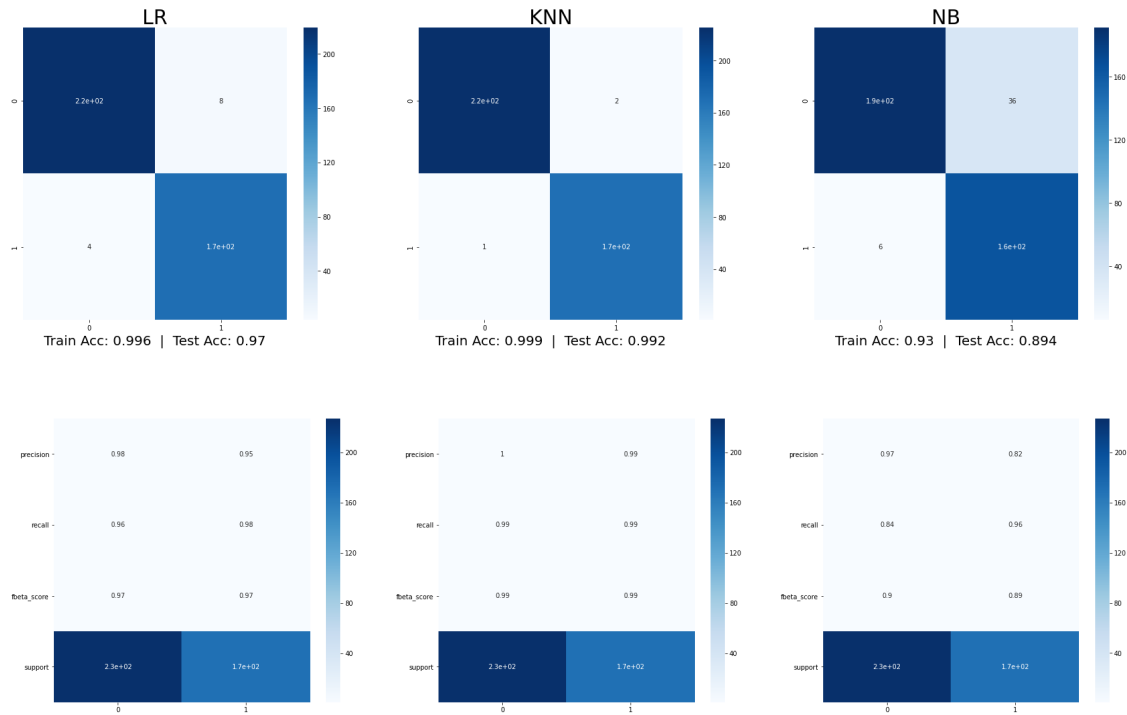 LR
2.2e+02 8
4 1.7e+02
0
1
0 1
200
160
120
80
40
Train Acc: 0.996 | Test Acc: 0.97
KNN
2.2e+02 2
1 1.7e+02
0
1
0 1
200
160
120
80
40
Train Acc: 0.999 | Test Acc: 0.992
NB
1.9e+02 36
6 1.6e+02
0
1
0 1
160
120
80
40
Train Acc: 0.93 | Test Acc: 0.894
precision 0.98 0.95
recall 0.96 0.98
fbeta_score 0.97 0.97
support 2.3e+02 1.7e+02
0 1
200
160
120
80
40
precision 1 0.99
recall 0.99 0.99
fbeta_score 0.99 0.99
support 2.3e+02 1.7e+02
0 1
200
160
120
80
40
precision 0.97 0.82
recall 0.84 0.96
fbeta_score 0.9 0.89
support 2.3e+02 1.7e+02
0 1
200
160
120
80
40